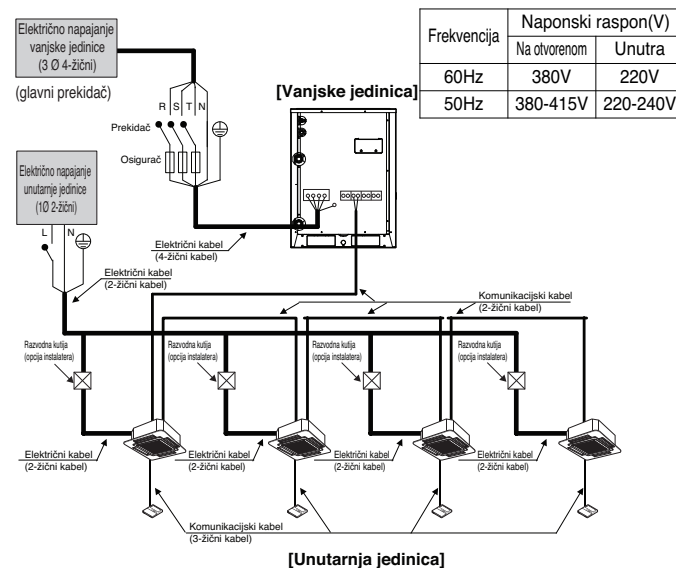 Električno napajanje
vanjske jedinice
(3 Ø 4-žični)
(glavni prekidač)
R S T N
Prekidač
Osigurač
[Vanjske jedinica]
Frekvencija Naponski raspon(V)
Na otvorenom Unutra
60Hz 380V 220V
50Hz 380-415V 220-240V
Električno napajanje
unutarnje jedinice
(1Ø 2-žični)
L N
Električni kabel
(4-žični kabel)
Električni kabel
(2-žični kabel)
Komunikacijski kabel
(2-žični kabel)
Razvodna kutija
(opcija instalatera)
Razvodna kutija
(opcija instalatera)
Razvodna kutija
(opcija instalatera)
Razvodna kutija
(opcija instalatera)
Električni kabel
(2-žični kabel)
Električni kabel
(2-žični kabel)
Električni kabel
(2-žični kabel)
Električni kabel
(2-žični kabel)
Komunikacijski kabel
(3-žični kabel)
[Unutarnja jedinica]